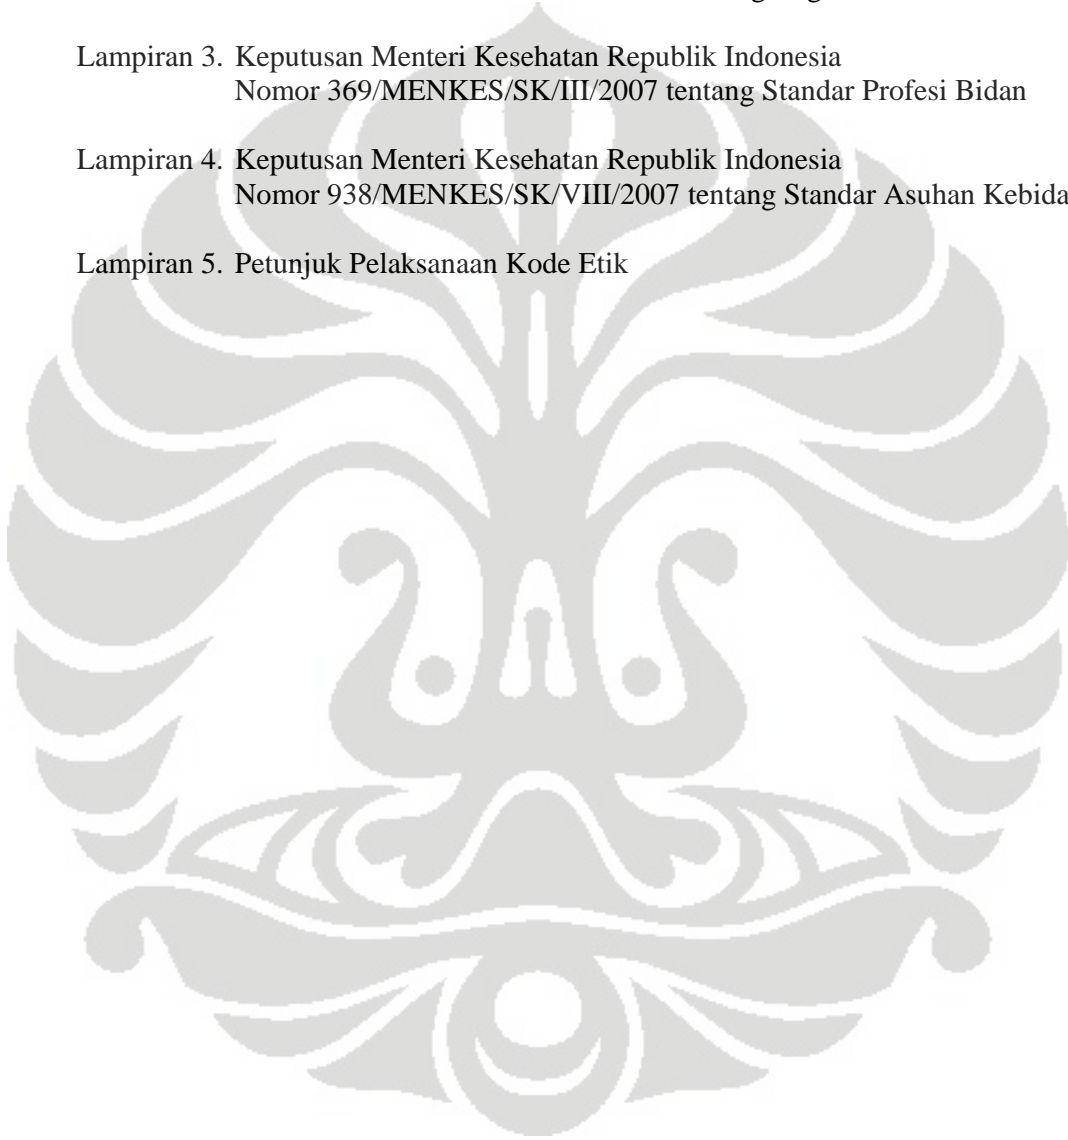 Lampiran 3. Keputusan Menteri Kesehatan Republik Indonesia
Nomor 369/MENKES/SK/III/2007 tentang Standar Profesi Bidan
Lampiran 4. Keputusan Menteri Kesehatan Republik Indonesia
Nomor 938/MENKES/SK/VIII/2007 tentang Standar Asuhan Kebida
Lampiran 5. Petunjuk Pelaksanaan Kode Etik